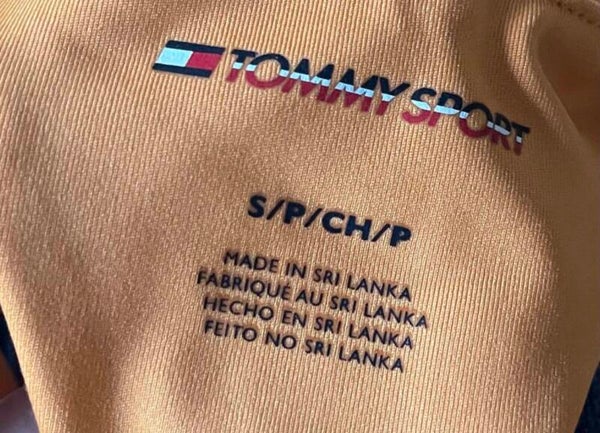 TOMMY SPORT
S/P/CH/P
MADE IN SRI LANKA
FABRIQUÉ AU SRI LANKA
HECHO EN SRI LANKA
FEITO NO SRI LANKA